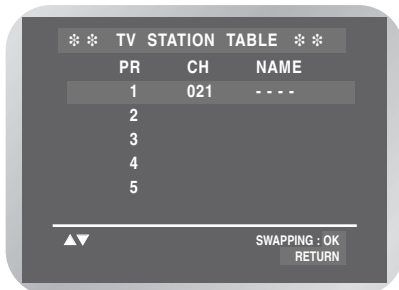 ❇ ❇ TV STATION TABLE ❇ ❇
PR CH NAME
1 021 - - - -
2
3
4
5
▲▼ SWAPPING : OK
RETURN